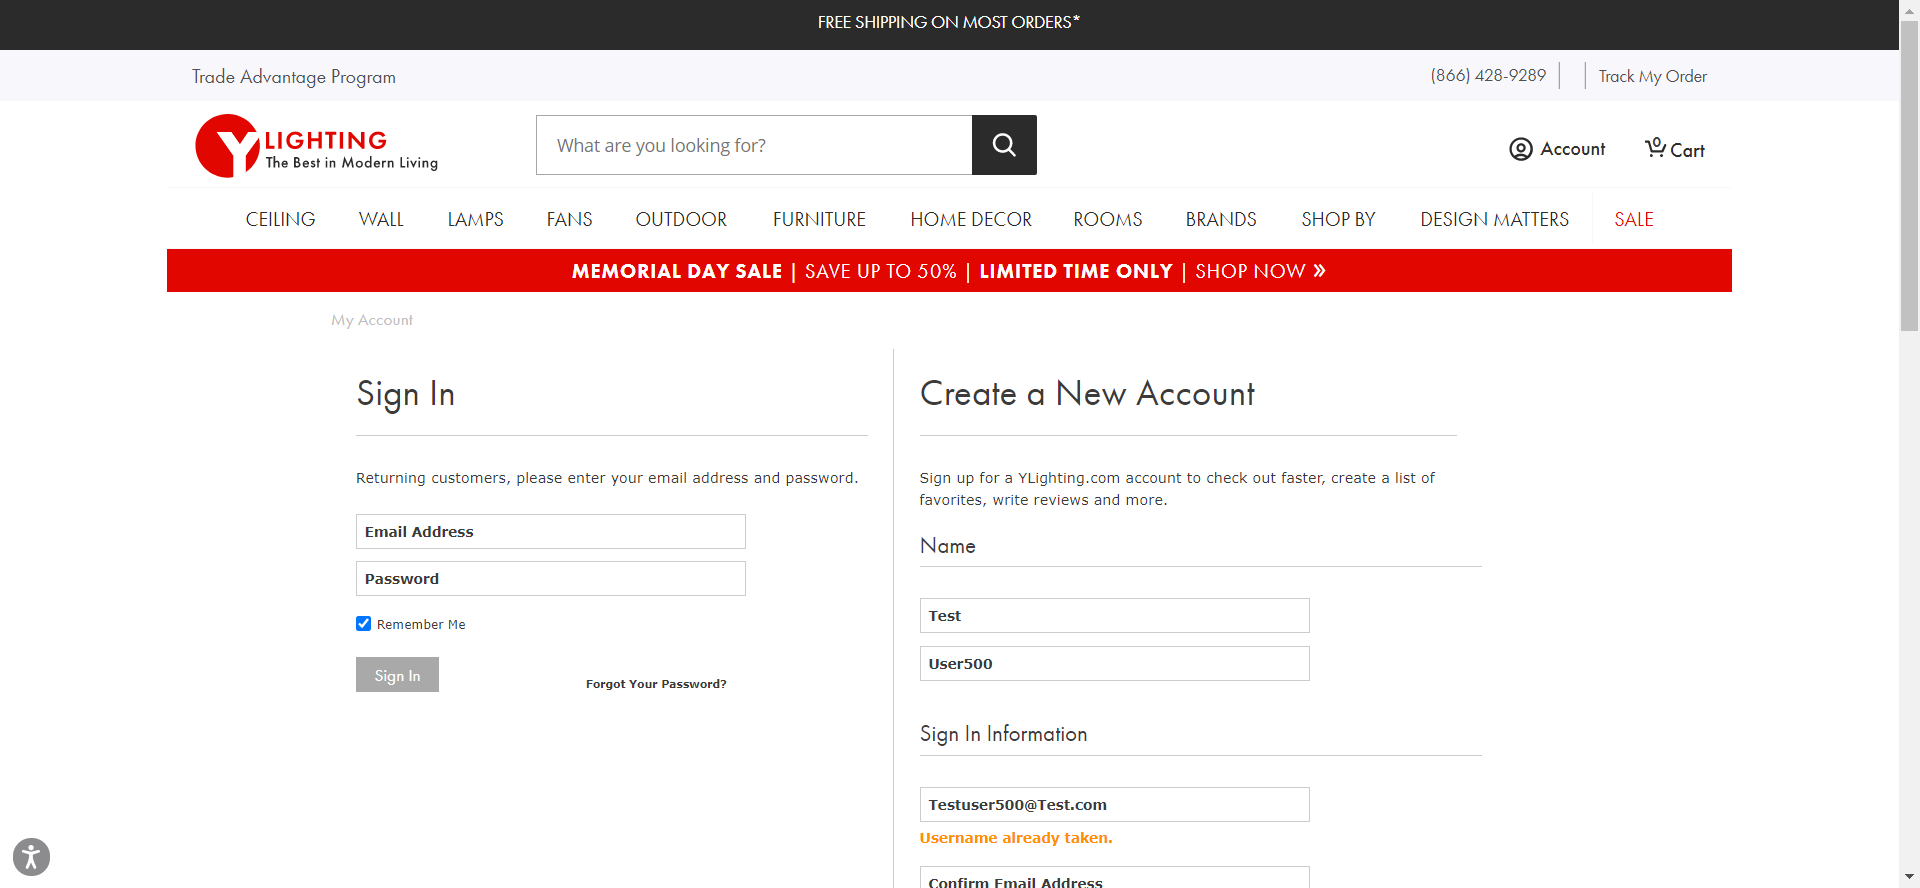 FREE SHIPPING ON MOST ORDERS*
Trade Advantage Program
(866) 428-9289
Track My Order
Y LIGHTING
The Best in Modern Living
What are you looking for?
Account
0
Cart
CEILING
WALL
LAMPS
FANS
OUTDOOR
FURNITURE
HOME DECOR
ROOMS
BRANDS
SHOP BY
DESIGN MATTERS
SALE
MEMORIAL DAY SALE | SAVE UP TO 50% | LIMITED TIME ONLY | SHOP NOW »
My Account
Sign In
Returning customers, please enter your email address and password.
Email Address
Password
Remember Me
Sign In
Forgot Your Password?
Create a New Account
Sign up for a YLighting.com account to check out faster, create a list of
favorites, write reviews and more.
Name
Test
User500
Sign In Information
Testuser500@Test.com
Username already taken.
Confirm Email Address